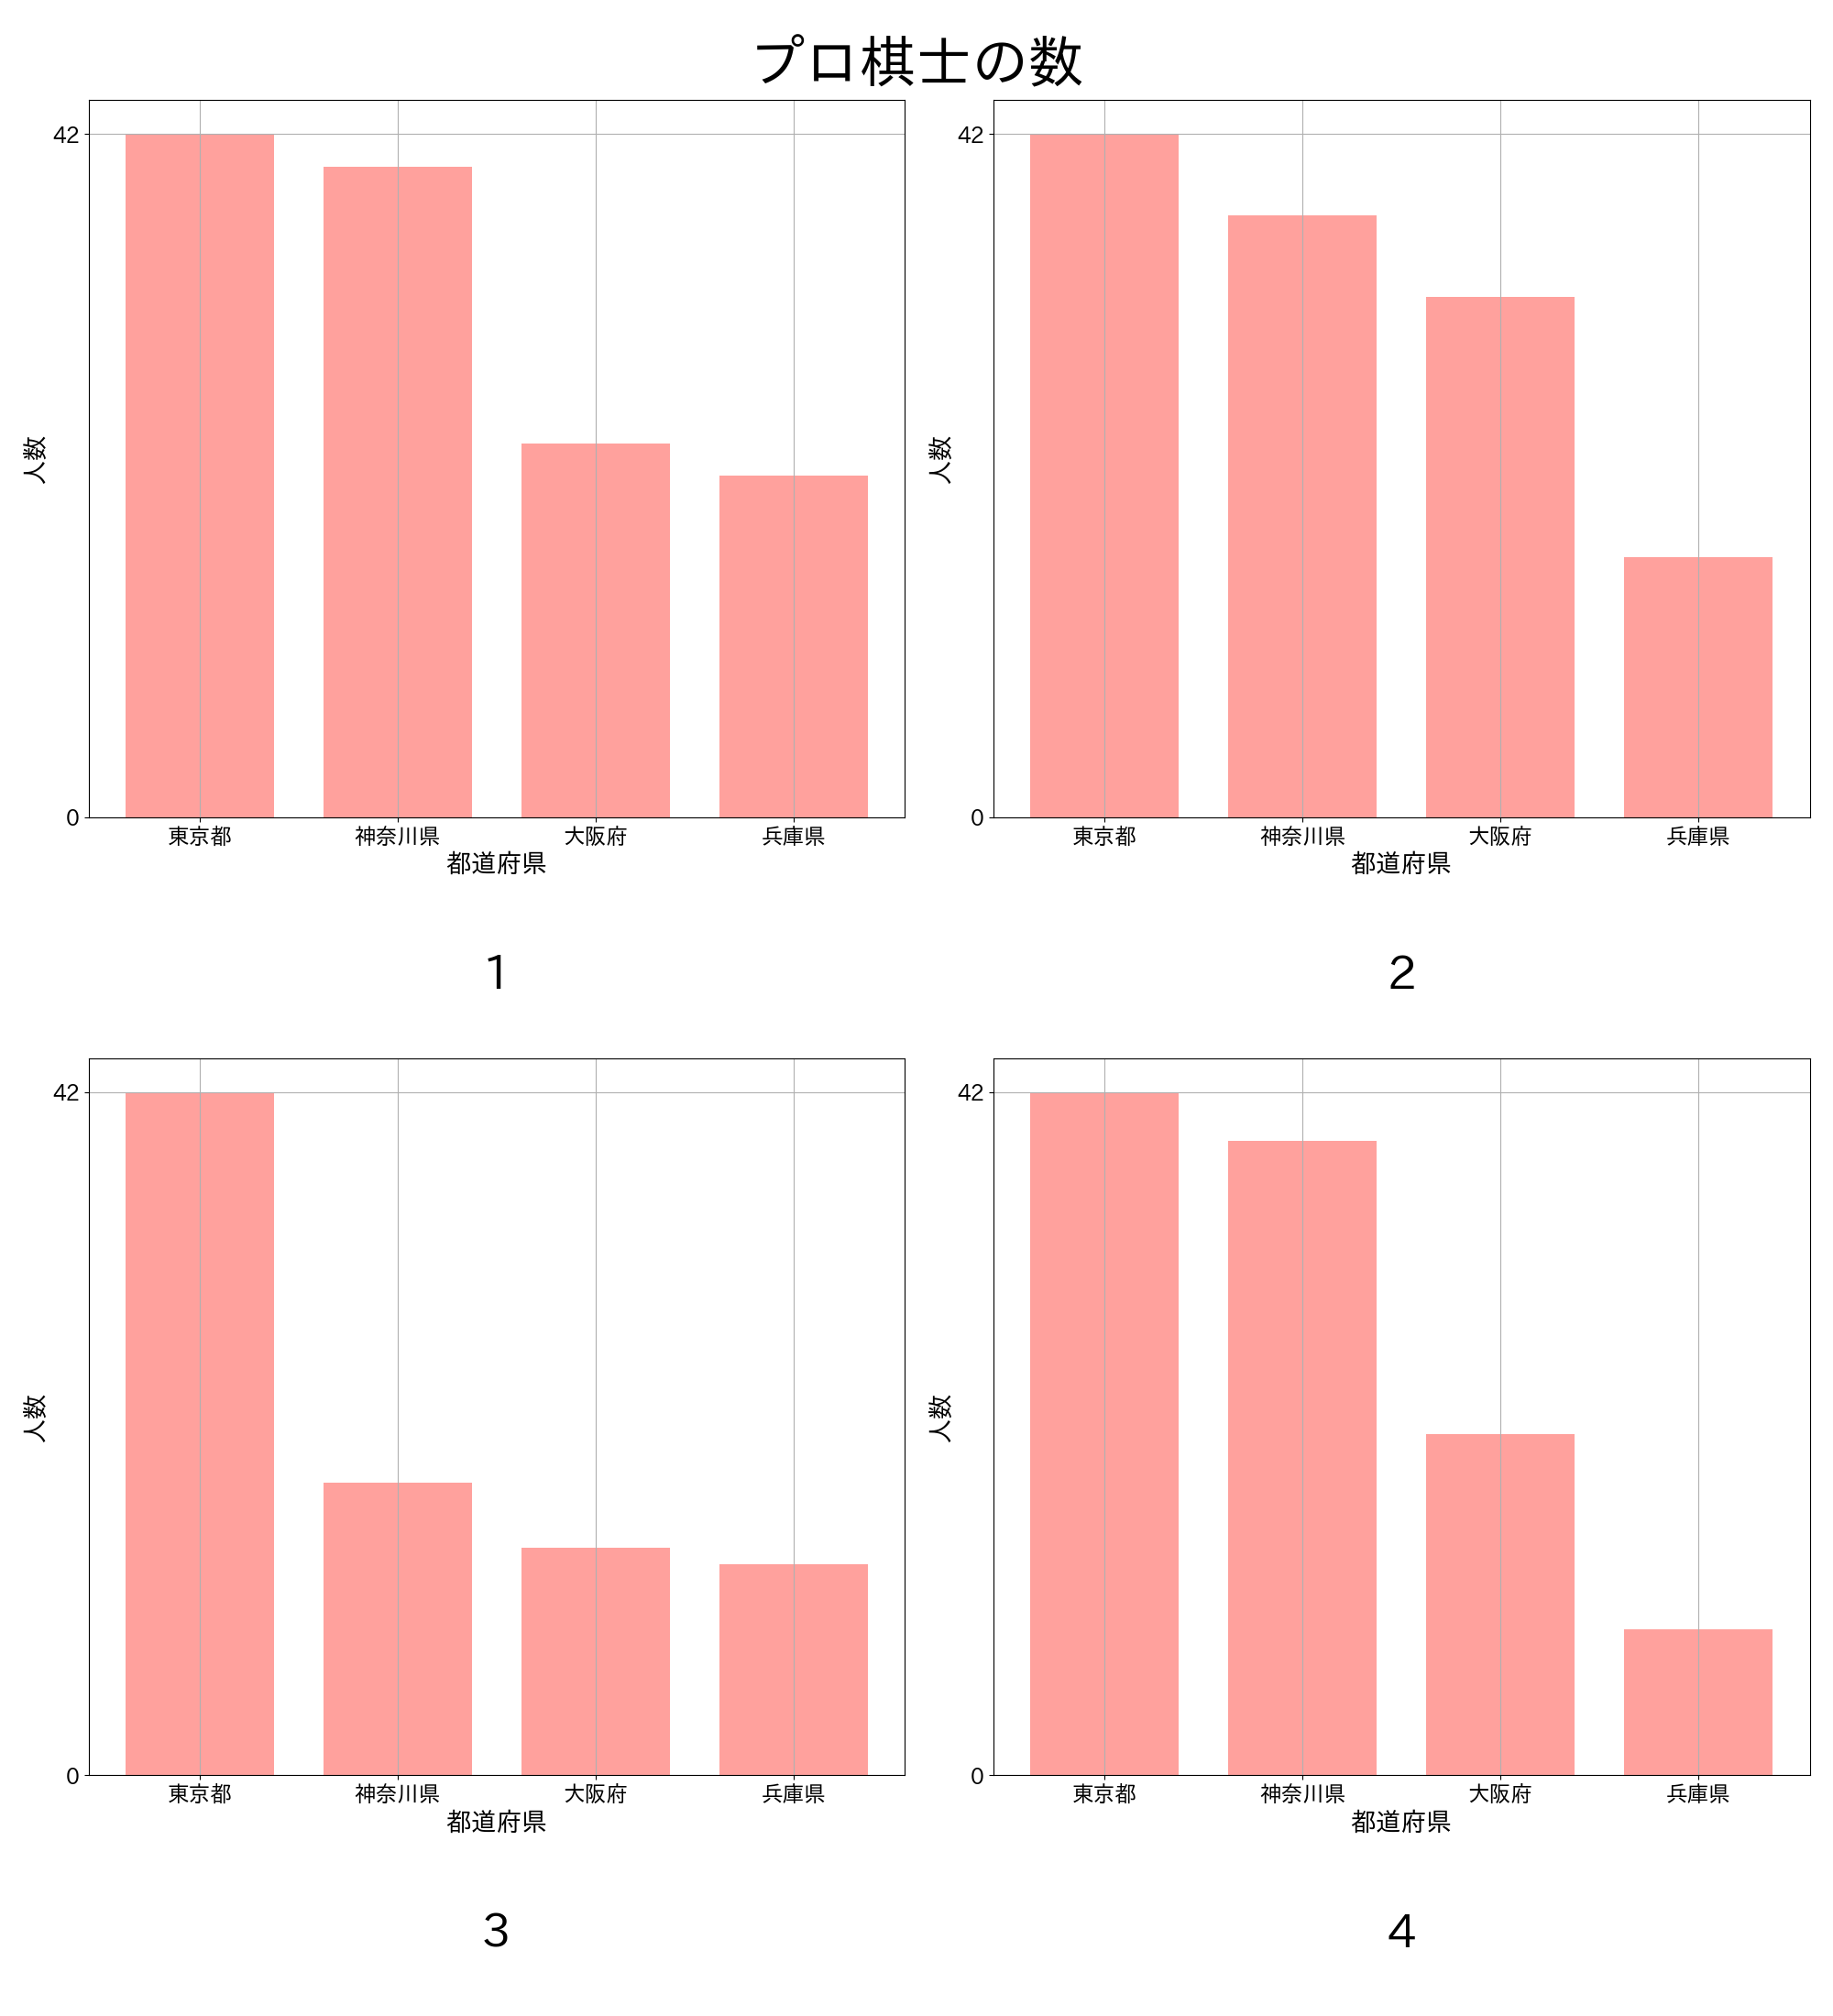 プロ棋士の数
42
0
人数
東京都 神奈川県 大阪府 兵庫県
都道府県
1
42
0
人数
東京都 神奈川県 大阪府 兵庫県
都道府県
2
42
0
人数
東京都 神奈川県 大阪府 兵庫県
都道府県
3
42
0
人数
東京都 神奈川県 大阪府 兵庫県
都道府県
4